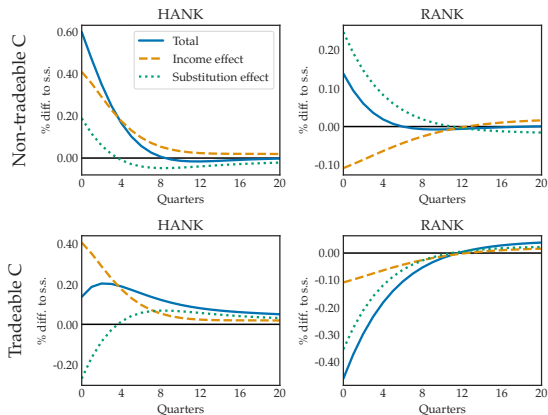 HANK
RANK
Non-tradeable C
% diff. to s.s.
0.60
0.40
0.20
0.00
Total
Income effect
Substitution effect
0 4 8 12 16 20
Quarters
% diff. to s.s.
0.20
0.10
0.00
-0.10
0 4 8 12 16 20
Quarters
HANK
RANK
Tradeable C
% diff. to s.s.
0.40
0.20
0.00
-0.20
0 4 8 12 16 20
Quarters
% diff. to s.s.
0.00
-0.10
-0.20
-0.30
-0.40
0 4 8 12 16 20
Quarters